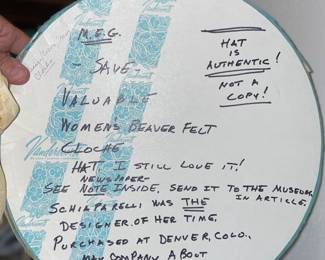 M.E.G.
- SAVE -
VALUABLE
WOMENS BEAVER FELT
CLOCHE
HAT. I STILL LOVE IT!
NEWSPAPER
SEE NOTE INSIDE. SEND IT TO THE MUSEUM
IN ARTICLE.
SCHIAPARELLI WAS THE
DESIGNER OF HER TIME.
PURCHASED AT DENVER, COLO.,
MAY COMPANY ABOUT
HAT
IS
AUTHENTIC!
NOT A
COPY!